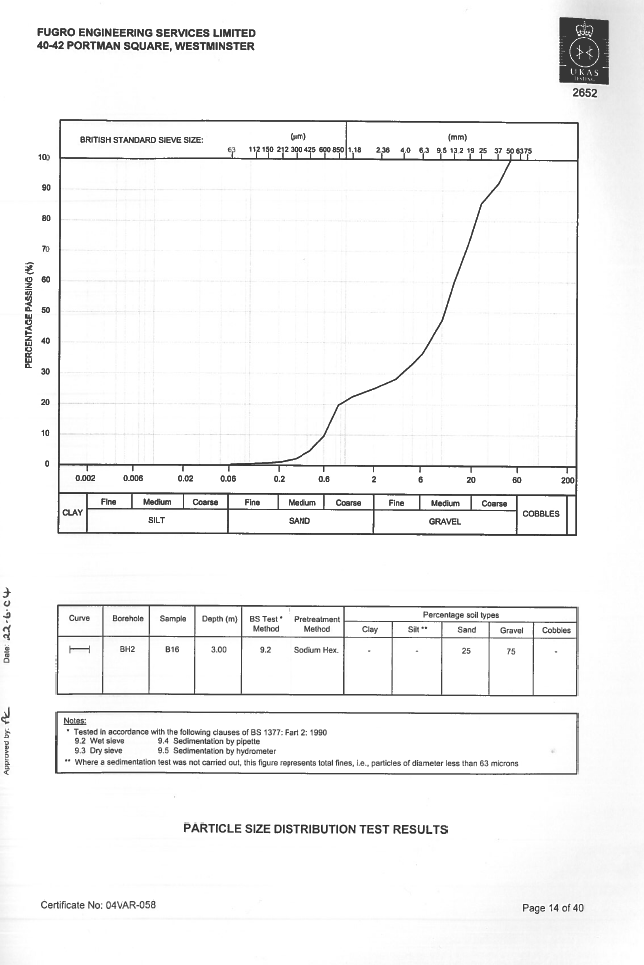 FUGRO ENGINEERING SERVICES LIMITED
40-42 PORTMAN SQUARE, WESTMINSTER
UKAS
TESTING
2652
BRITISH STANDARD SIEVE SIZE:
(µm)
(mm)
63 112 150 212 300 425 600 850 1.18 2.36 4.0 6.3 9.5 13.2 19 25 37 50 63 75
PERCENTAGE PASSING (%)
100
90
80
70
60
50
40
30
20
10
0
0.002 0.006 0.02 0.06 0.2 0.6 2 6 20 60 200
CLAY Fine Medium Coarse Fine Medium Coarse Fine Medium Coarse COBBLES
SILT SAND GRAVEL
Curve Borehole Sample Depth (m) BS Test * Method Pretreatment Method Percentage soil types
Clay Silt ** Sand Gravel Cobbles
BH2 B16 3.00 9.2 Sodium Hex. - - 25 75 -
Notes:
* Tested in accordance with the following clauses of BS 1377: Part 2: 1990
9.2 Wet sieve 9.4 Sedimentation by pipette
9.3 Dry sieve 9.5 Sedimentation by hydrometer
** Where a sedimentation test was not carried out, this figure represents total fines, i.e., particles of diameter less than 63 microns
Approved by:
Date: 22-6-04
PARTICLE SIZE DISTRIBUTION TEST RESULTS
Certificate No: 04VAR-058
Page 14 of 40